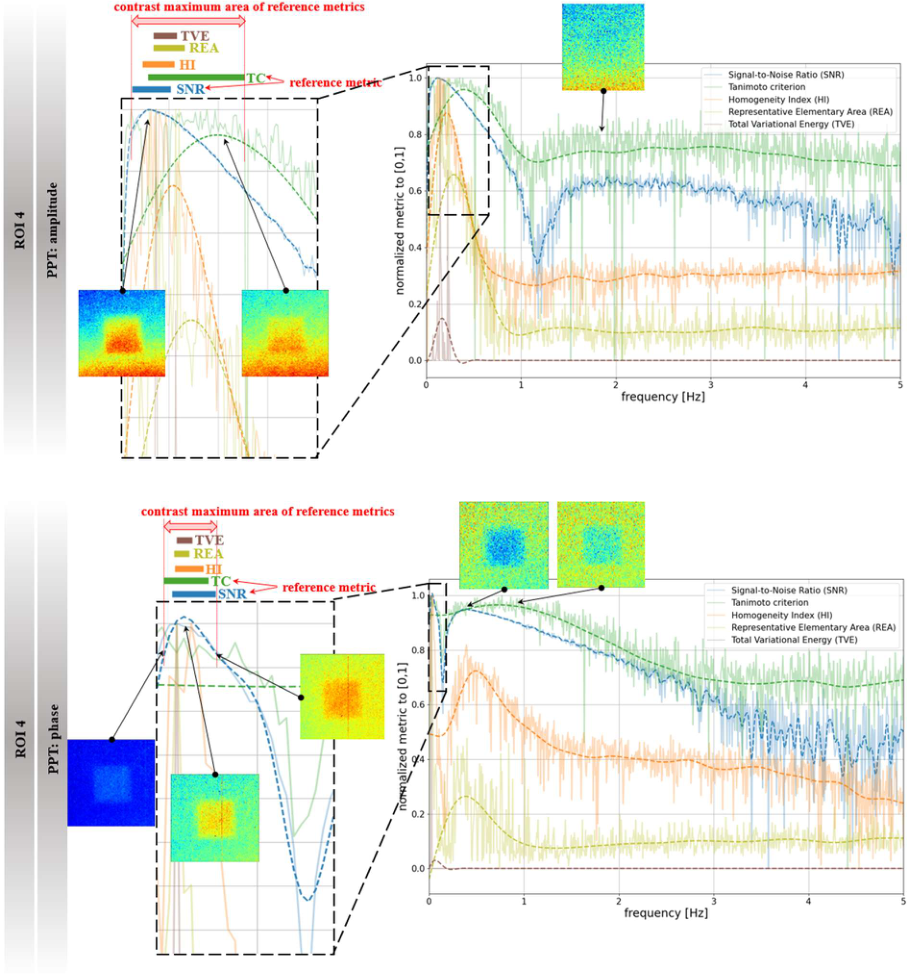 contrast maximum area of reference metrics
TVE
REA
HI
TC
reference metric
SNR
ROI 4
PPT: amplitude
normalized metric to [0,1]
1.0
0.8
0.6
0.4
0.2
0.0
Signal-to-Noise Ratio (SNR)
Tanimoto criterion
Homogeneity Index (HI)
Representative Elementary Area (REA)
Total Variational Energy (TVE)
0 1 2 3 4 5
frequency [Hz]
contrast maximum area of reference metrics
TVE
REA
HI
TC
reference metric
SNR
ROI 4
PPT: phase
normalized metric to [0,1]
1.0
0.8
0.6
0.4
0.2
0.0
Signal-to-Noise Ratio (SNR)
Tanimoto criterion
Homogeneity Index (HI)
Representative Elementary Area (REA)
Total Variational Energy (TVE)
0 1 2 3 4 5
frequency [Hz]